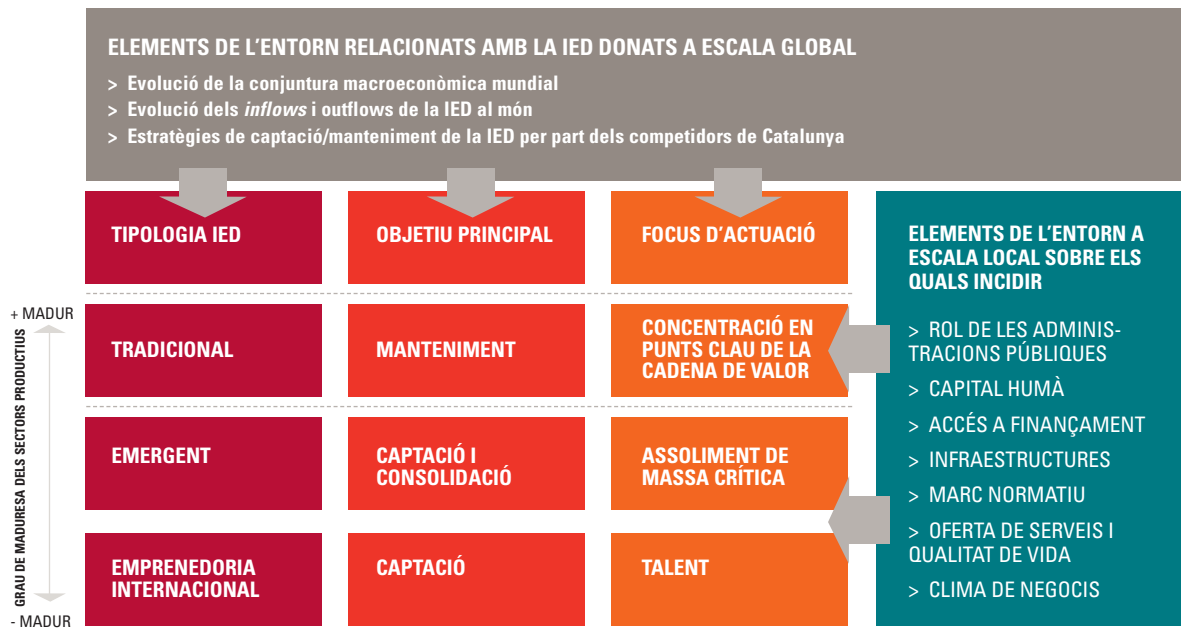 ELEMENTS DE L'ENTORN RELACIONATS AMB LA IED DONATS A ESCALA GLOBAL
> Evolució de la conjuntura macroeconòmica mundial
> Evolució dels inflows i outflows de la IED al món
> Estratègies de captació/manteniment de la IED per part dels competidors de Catalunya
TIPOLOGIA IED
OBJETIU PRINCIPAL
FOCUS D'ACTUACIÓ
+ MADUR
GRAU DE MADURESA DELS SECTORS PRODUCTIUS
- MADUR
TRADICIONAL
MANTENIMENT
CONCENTRACIÓ EN
PUNTS CLAU DE LA
CADENA DE VALOR
EMERGENT
CAPTACIÓ I
CONSOLIDACIÓ
ASSOLIMENT DE
MASSA CRÍTICA
EMPRENEDORIA
INTERNACIONAL
CAPTACIÓ
TALENT
ELEMENTS DE L'ENTORN A
ESCALA LOCAL SOBRE ELS
QUALS INCIDIR
> ROL DE LES ADMINIS-
TRACIONS PÚBLIQUES
> CAPITAL HUMÀ
> ACCÉS A FINANÇAMENT
> INFRAESTRUCTURES
> MARC NORMATIU
> OFERTA DE SERVEIS I
QUALITAT DE VIDA
> CLIMA DE NEGOCIS